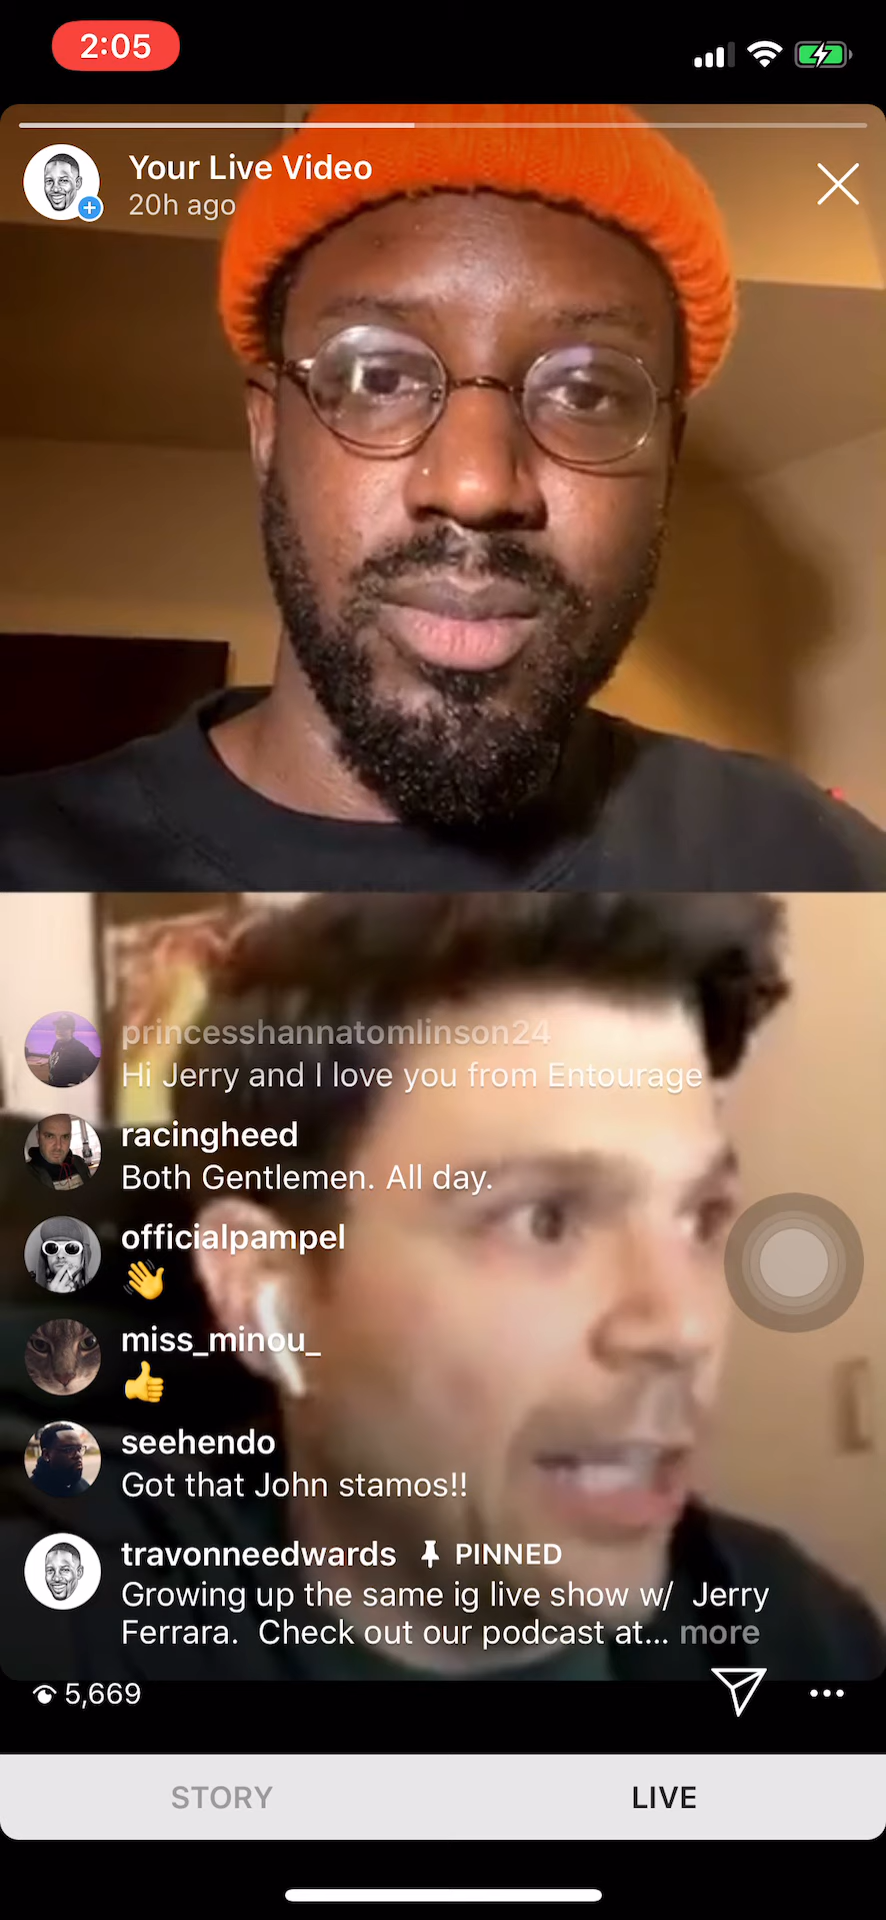 2:05
Your Live Video
20h ago
princesshannatomlinson24
Hi Jerry and I love you from Entourage
racingheed
Both Gentlemen. All day.
officialpampel
👋
miss_minou_
👍
seehendo
Got that John stamos!!
travonneedwards PINNED
Growing up the same ig live show w/ Jerry
Ferrara. Check out our podcast at... more
5,669
STORY LIVE